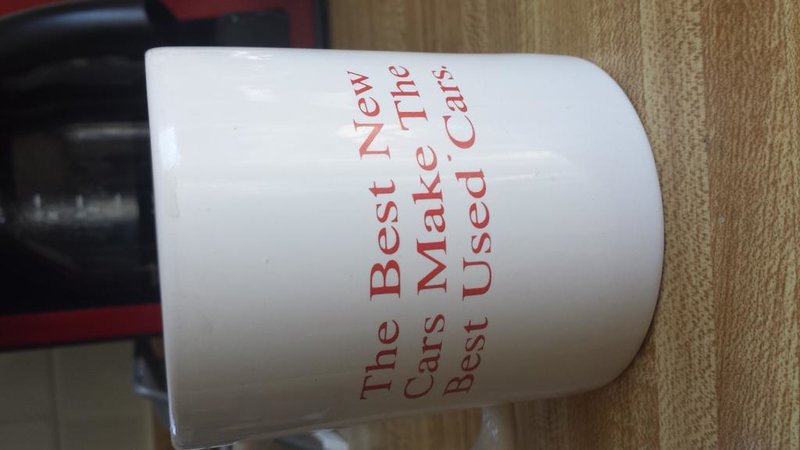 The Best New
Cars Make The
Best Used Cars.